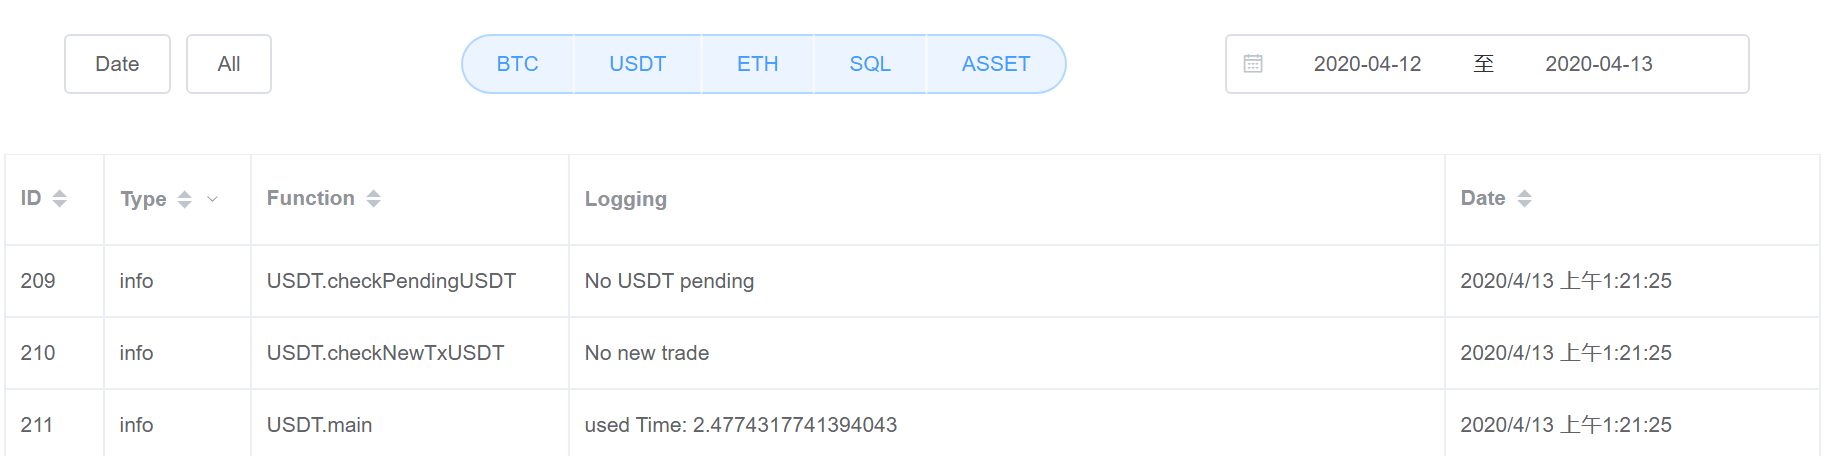 Date All BTC USDT ETH SQL ASSET 2020-04-12 至 2020-04-13
ID Type Function Logging Date
209 info USDT.checkPendingUSDT No USDT pending 2020/4/13 上午1:21:25
210 info USDT.checkNewTxUSDT No new trade 2020/4/13 上午1:21:25
211 info USDT.main used Time: 2.4774317741394043 2020/4/13 上午1:21:25